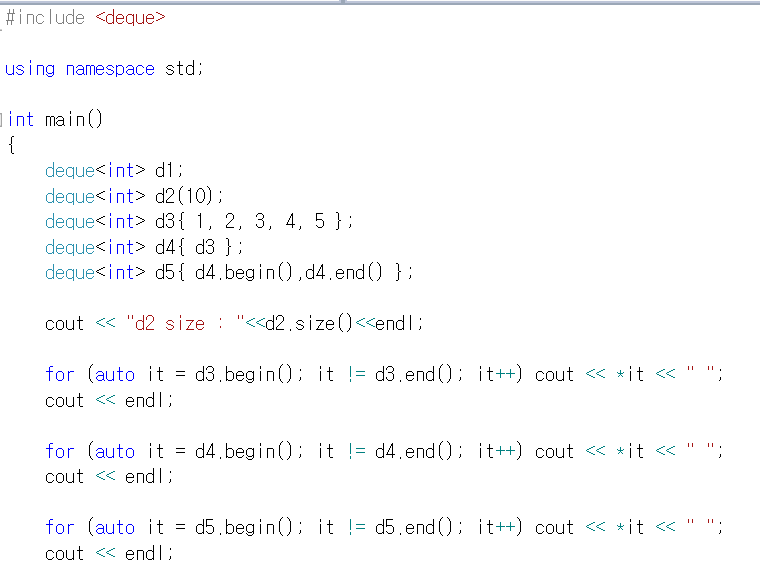 #include <deque>
using namespace std;
int main()
{
deque<int> d1;
deque<int> d2(10);
deque<int> d3{ 1, 2, 3, 4, 5 };
deque<int> d4{ d3 };
deque<int> d5{ d4.begin(),d4.end() };
cout << "d2 size : "<<d2.size()<<endl;
for (auto it = d3.begin(); it != d3.end(); it++) cout << *it << " ";
cout << endl;
for (auto it = d4.begin(); it != d4.end(); it++) cout << *it << " ";
cout << endl;
for (auto it = d5.begin(); it != d5.end(); it++) cout << *it << " ";
cout << endl;